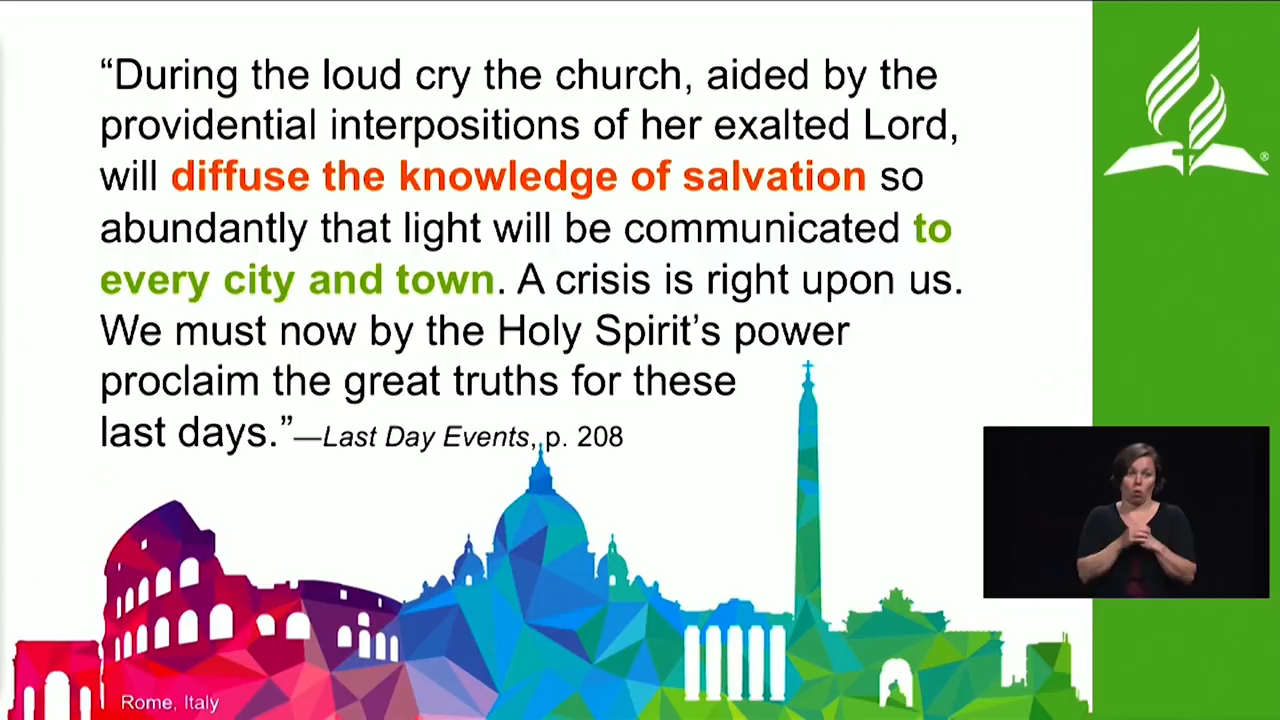 “During the loud cry the church, aided by the
providential interpositions of her exalted Lord,
will diffuse the knowledge of salvation so
abundantly that light will be communicated to
every city and town. A crisis is right upon us.
We must now by the Holy Spirit’s power
proclaim the great truths for these
last days.”—Last Day Events, p. 208
Rome, Italy
®